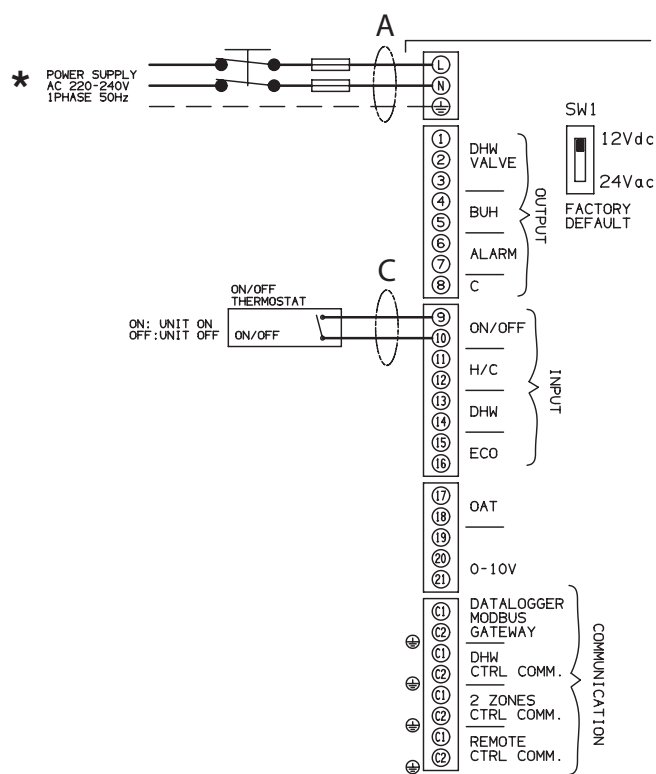 A
*
POWER SUPPLY
AC 220-240V
1PHASE 50Hz
L
N
SW1
12Vdc
24Vac
FACTORY
DEFAULT
1
2
3
DHW
VALVE
4
5
BUH
6
7
ALARM
8
C
OUTPUT
C
ON/OFF
THERMOSTAT
ON: UNIT ON
OFF:UNIT OFF
ON/OFF
9
10
ON/OFF
11
12
H/C
13
14
DHW
15
16
ECO
INPUT
17
18
OAT
19
20
21
0-10V
C1
C2
DATALOGGER
MODBUS
GATEWAY
C1
C2
DHW
CTRL COMM.
C1
C2
2 ZONES
CTRL COMM.
C1
C2
REMOTE
CTRL COMM.
COMMUNICATION